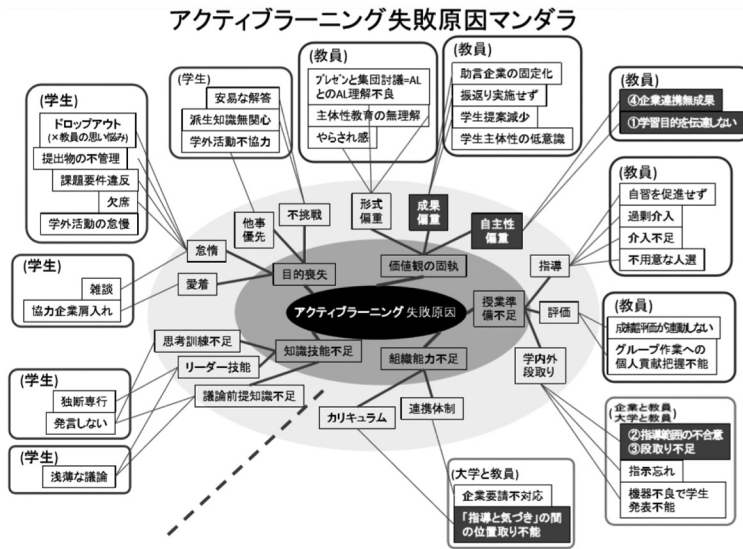 アクティブラーニング失敗原因マンダラ
(学生)
ドロップアウト
(×教員の思い悩み)
提出物の不管理
課題要件違反
欠席
学外活動の怠慢
(学生)
安易な解答
派生知識無関心
学外活動不協力
(教員)
プレゼンと集団討議=AL
とのAL理解不良
主体性教育の無理解
やらされ感
(教員)
助言企業の固定化
振返り実施せず
学生提案減少
学生主体性の低意識
(教員)
④企業連携無成果
①学習目的を伝達しない
(教員)
自習を促進せず
過剰介入
介入不足
不用意な人選
(学生)
雑談
協力企業肩入れ
怠惰
愛着
他事
優先
不挑戦
目的喪失
形式
偏重
成果
偏重
自主性
偏重
価値観の固執
指導
評価
学内外
段取り
授業準
備不足
アクティブラーニング 失敗原因
(教員)
成績評価が連動しない
グループ作業への
個人貢献把握不能
思考訓練不足
リーダー技能
議論前提知識不足
知識技能不足
組織能力不足
カリキュラム
連携体制
(学生)
独断専行
発言しない
(学生)
浅薄な議論
(大学と教員)
企業要請不対応
「指導と気づき」の間
の位置取り不能
(企業と教員
大学と教員)
②指導範囲の不合意
③段取り不足
指示忘れ
機器不良で学生
発表不能